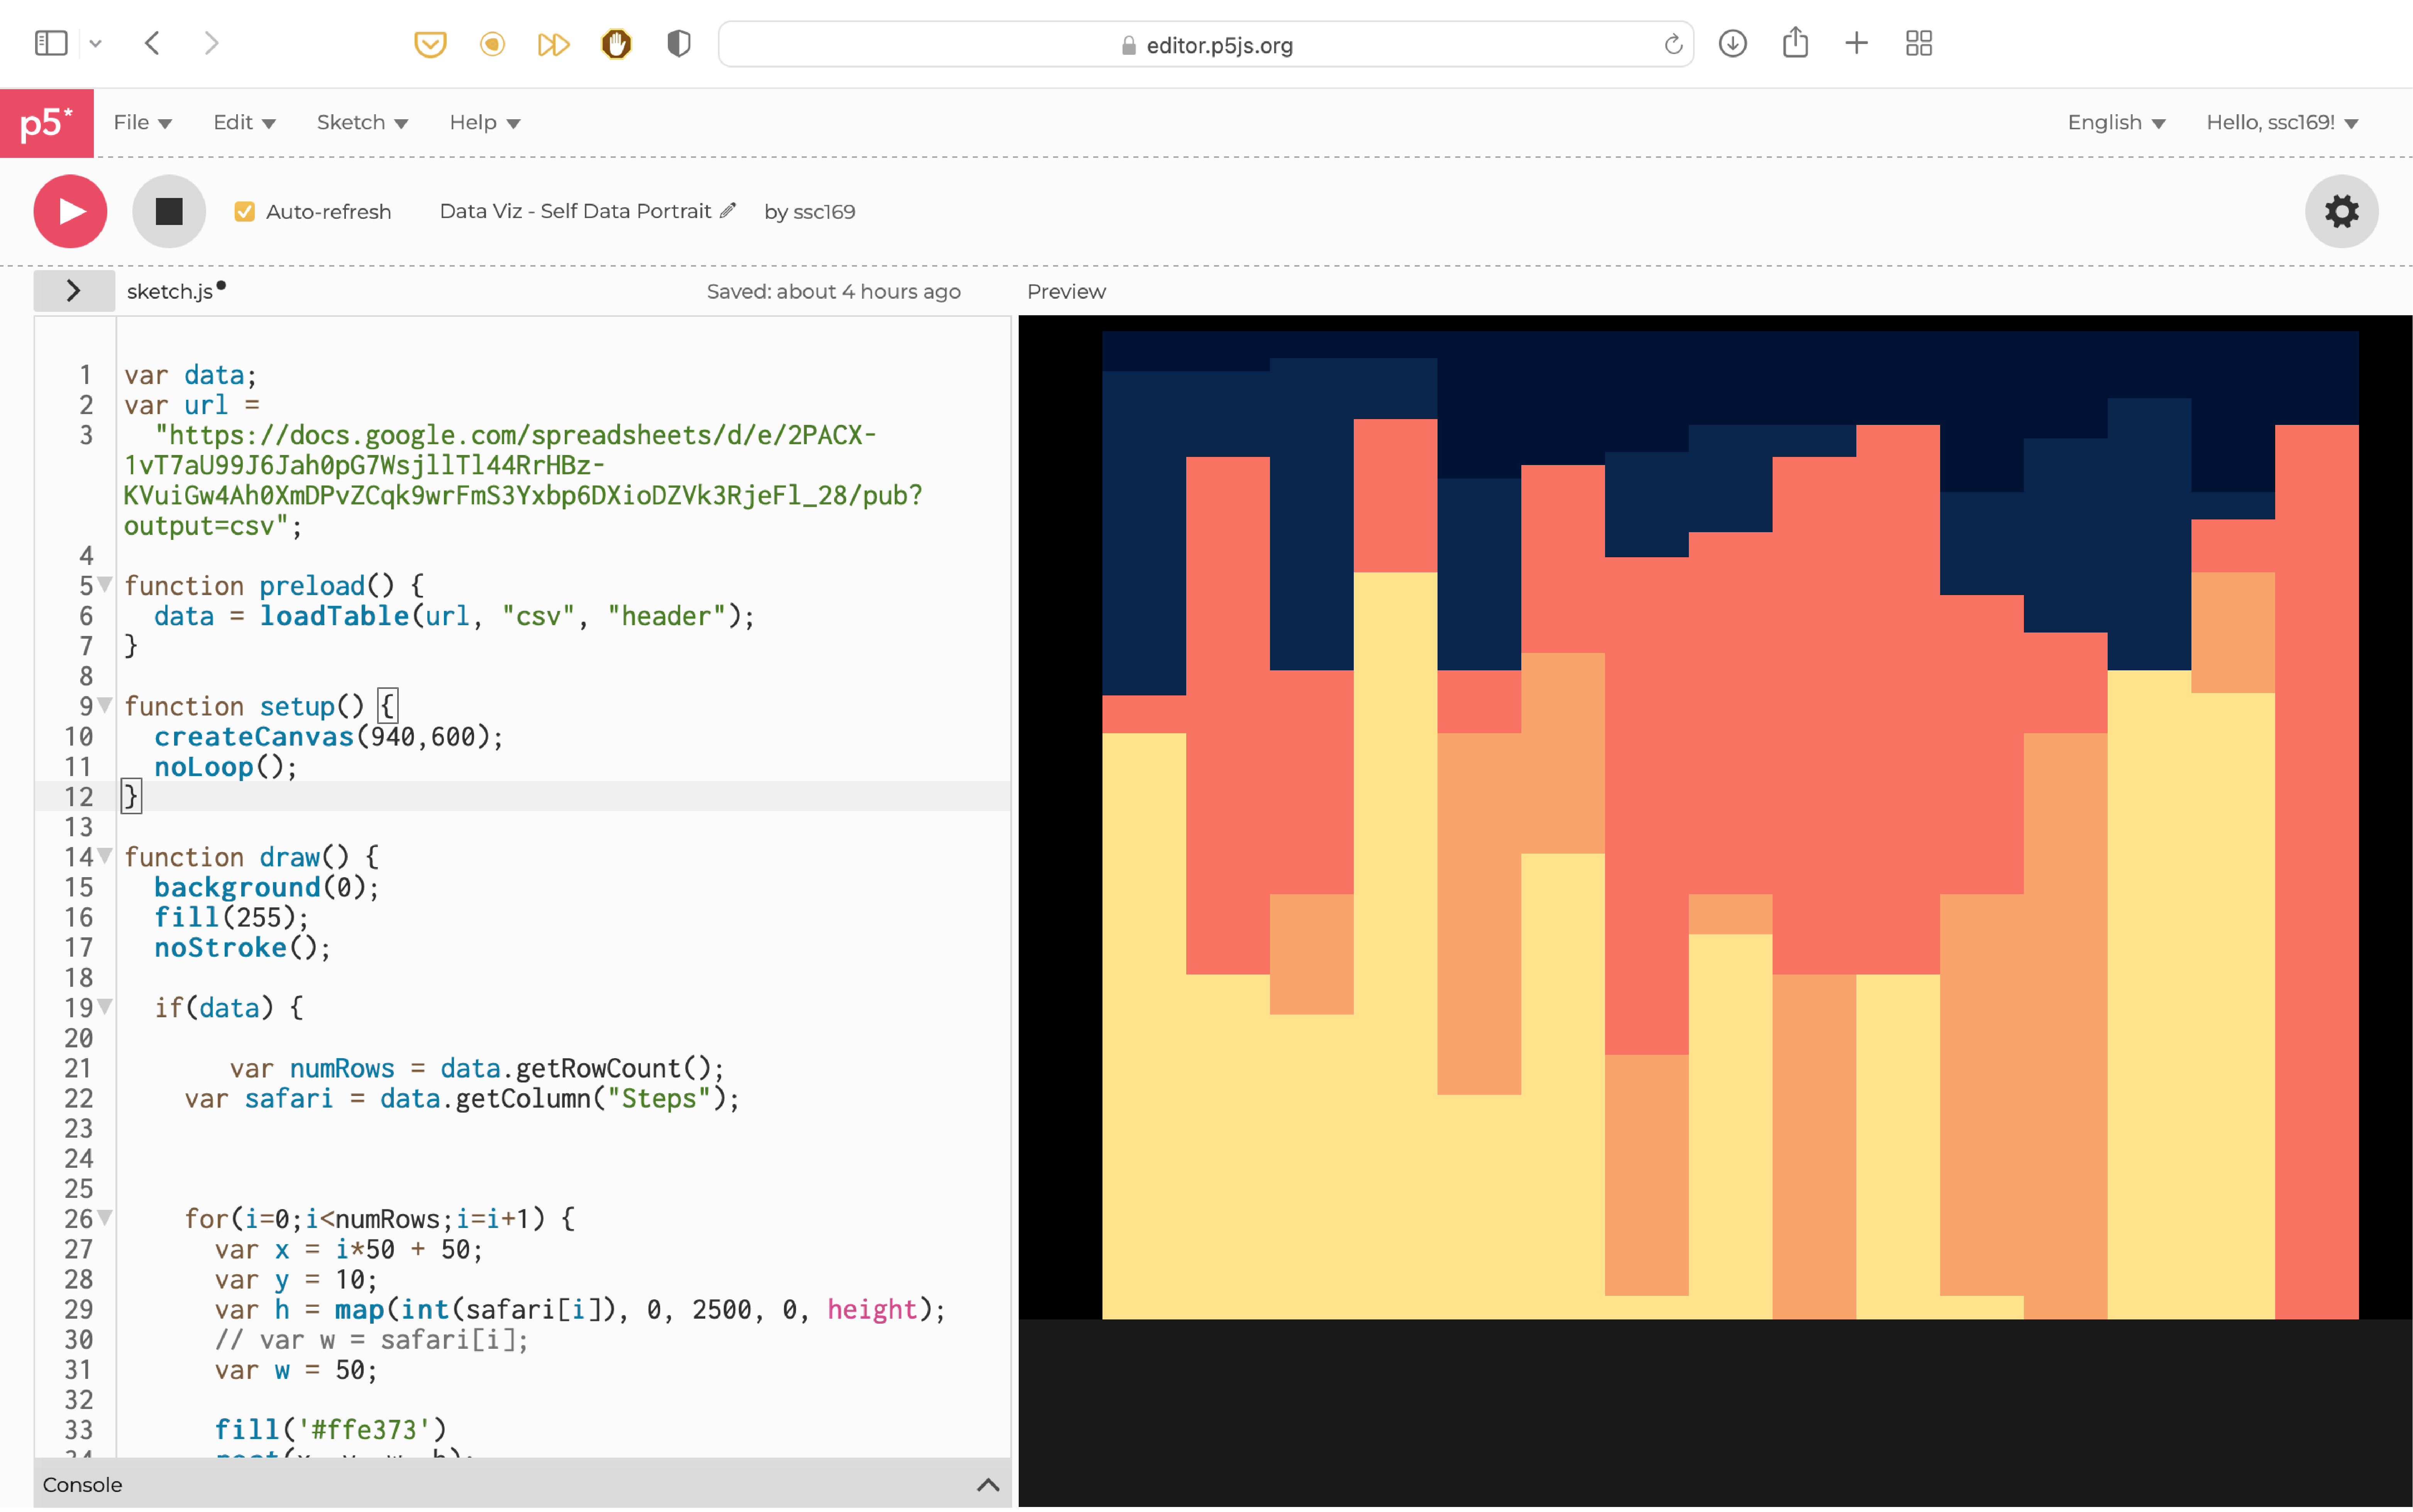 editor.p5js.org
p5*
File Edit Sketch Help English Hello, ssc169!
Auto-refresh Data Viz - Self Data Portrait by ssc169
sketch.js Saved: about 4 hours ago Preview
1 var data;
2 var url =
3 "https://docs.google.com/spreadsheets/d/e/2PACX-
1vT7aU99J6Jah0pG7WsjllTl44RrHBz-
KVuiGw4Ah0XmDPvZCqk9wrFmS3Yxbp6DXioDZVk3RjeFl_28/pub?
output=csv";
4
5 function preload() {
6 data = loadTable(url, "csv", "header");
7 }
8
9 function setup() {
10 createCanvas(940,600);
11 noLoop();
12 }
13
14 function draw() {
15 background(0);
16 fill(255);
17 noStroke();
18
19 if(data) {
20
21 var numRows = data.getRowCount();
22 var safari = data.getColumn("Steps");
23
24
25
26 for(i=0;i<numRows;i=i+1) {
27 var x = i*50 + 50;
28 var y = 10;
29 var h = map(int(safari[i]), 0, 2500, 0, height);
30 // var w = safari[i];
31 var w = 50;
32
33 fill('#ffe373')
Console